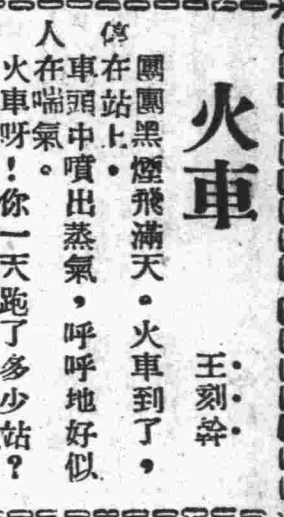 火車
王刻幹
團團黑煙飛滿天。火車到了，
停在站上。
車頭中噴出蒸氣，呼呼地好似
人在喘氣。
火車呀！你一天跑了多少站？